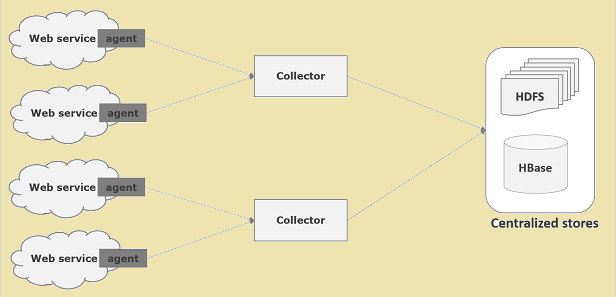 Web service agent
Web service agent
Web service agent
Web service agent
Collector
Collector
HDFS
HBase
Centralized stores